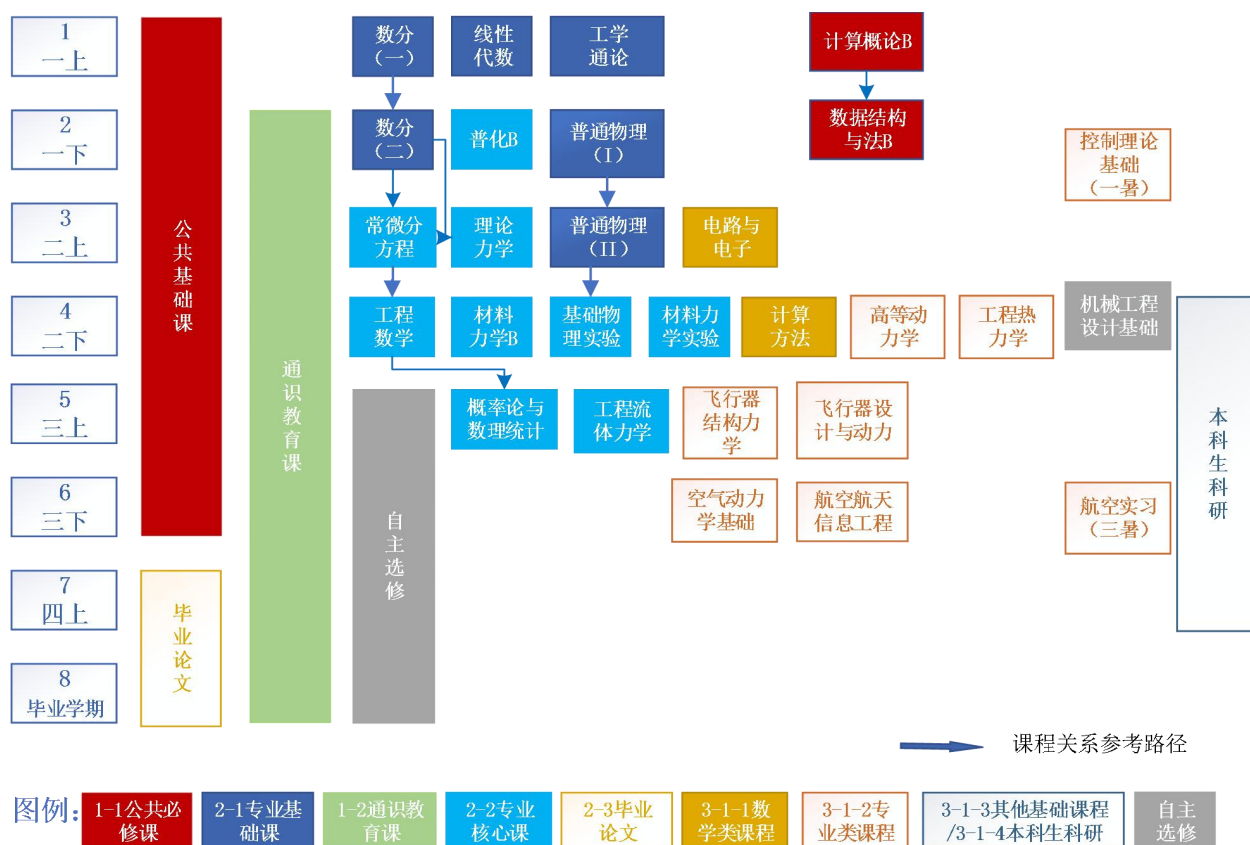 1
一上
数分
（一）
线性
代数
工学
通论
计算概论B
2
一下
数分
（二）
普化B
普通物理
（I）
数据结构
与法B
控制理论
基础
（一暑）
3
二上
公
共
基
础
课
常微分
方程
理论
力学
普通物理
（II）
电路与
电子
4
二下
通
识
教
育
课
工程
数学
材料
力学B
基础物
理实验
材料力
学实验
计算
方法
高等动
力学
工程热
力学
机械工程
设计基础
5
三上
概率论与
数理统计
工程流
体力学
飞行器
结构力
学
飞行器设
计与动力
本
科
生
科
研
6
三下
自
主
选
修
空气动力
学基础
航空航天
信息工程
航空实习
（三暑）
7
四上
毕
业
论
文
8
毕业学期
课程关系参考路径
图例:
1-1公共必
修课
2-1专业基
础课
1-2通识教
育课
2-2专业
核心课
2-3毕业
论文
3-1-1数
学类课程
3-1-2专
业类课程
3-1-3其他基础课程
/3-1-4本科生科研
自主
选修